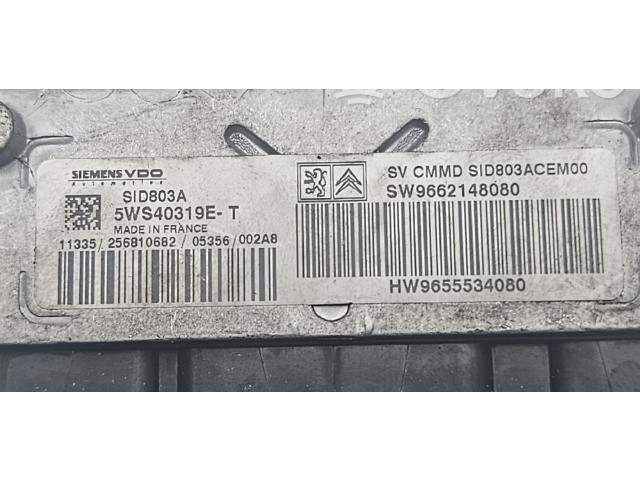 SIEMENS VDO
Automotive
SID803A
5WS40319E-T
MADE IN FRANCE
11335/256810682/05356/002A8
SV CMMD SID803ACEM00
SW9662148080
HW9655534080